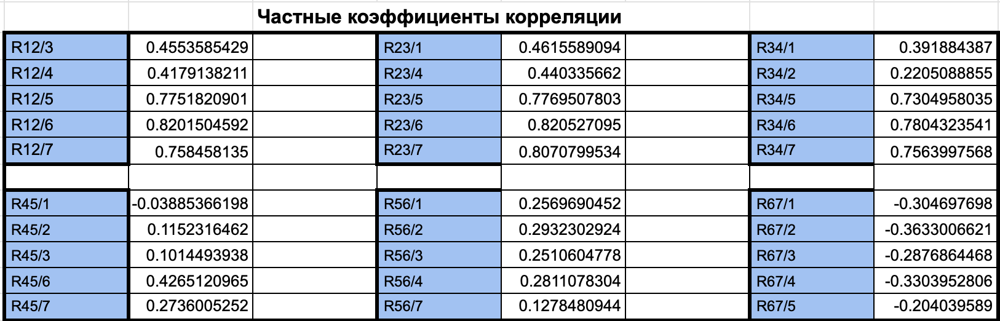 Частные коэффициенты корреляции
R12/3 0.4553585429 R23/1 0.4615589094 R34/1 0.391884387
R12/4 0.4179138211 R23/4 0.440335662 R34/2 0.2205088855
R12/5 0.7751820901 R23/5 0.7769507803 R34/5 0.7304958035
R12/6 0.8201504592 R23/6 0.820527095 R34/6 0.7804323541
R12/7 0.758458135 R23/7 0.8070799534 R34/7 0.7563997568
R45/1 -0.03885366198 R56/1 0.2569690452 R67/1 -0.304697698
R45/2 0.1152316462 R56/2 0.2932302924 R67/2 -0.3633006621
R45/3 0.1014493938 R56/3 0.2510604778 R67/3 -0.2876864468
R45/6 0.4265120965 R56/4 0.2811078304 R67/4 -0.3303952806
R45/7 0.2736005252 R56/7 0.1278480944 R67/5 -0.204039589